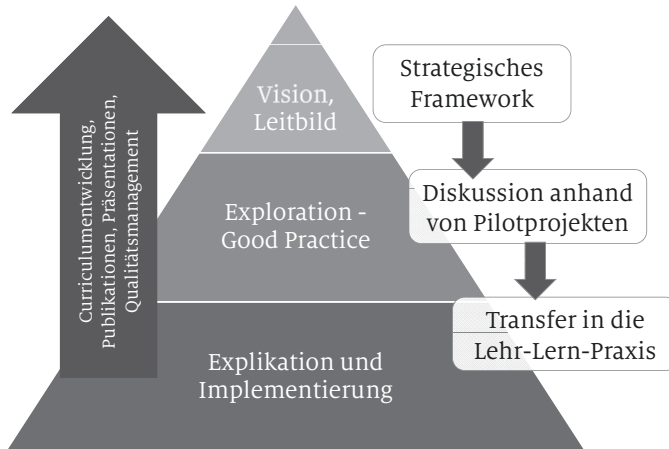 Curriculumentwicklung,
Publikationen, Präsentationen,
Qualitätsmanagement
Vision,
Leitbild
Exploration -
Good Practice
Explikation und
Implementierung
Strategisches
Framework
Diskussion anhand
von Pilotprojekten
Transfer in die
Lehr-Lern-Praxis